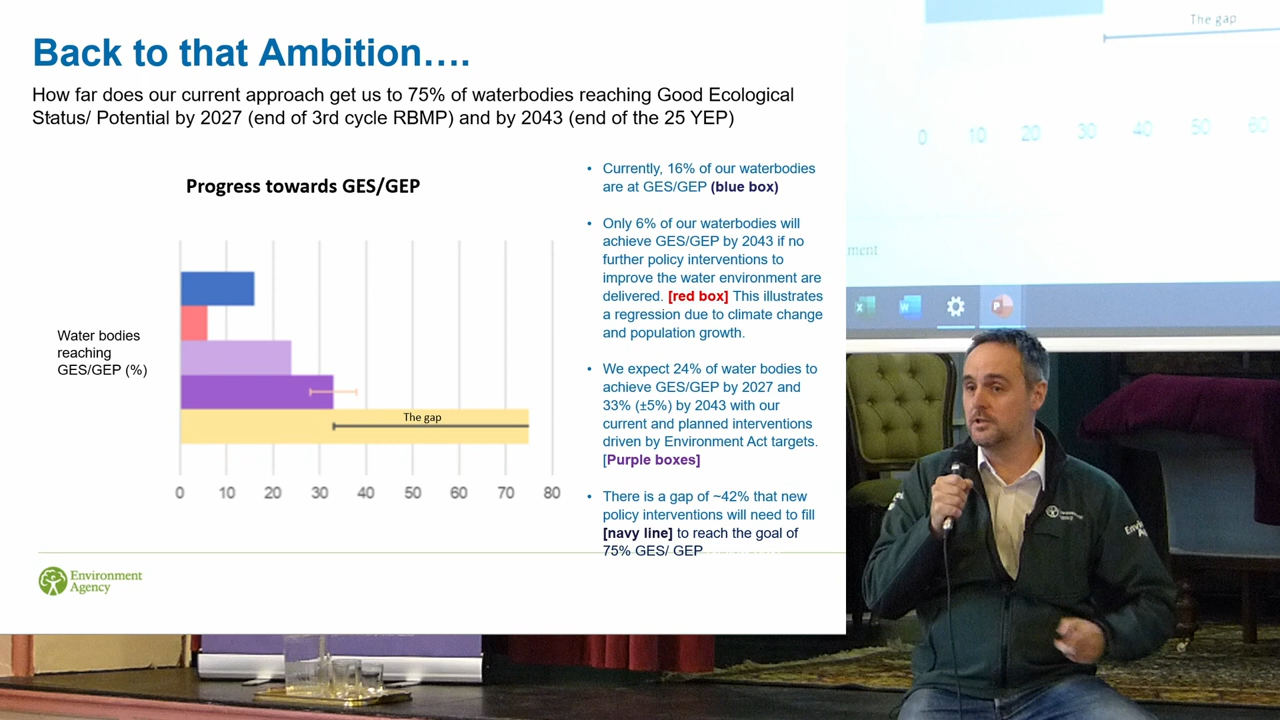 Back to that Ambition….
How far does our current approach get us to 75% of waterbodies reaching Good Ecological
Status/ Potential by 2027 (end of 3rd cycle RBMP) and by 2043 (end of the 25 YEP)
Progress towards GES/GEP
Water bodies
reaching
GES/GEP (%)
The gap
0 10 20 30 40 50 60 70 80
• Currently, 16% of our waterbodies
are at GES/GEP (blue box)
• Only 6% of our waterbodies will
achieve GES/GEP by 2043 if no
further policy interventions to
improve the water environment are
delivered. [red box] This illustrates
a regression due to climate change
and population growth.
• We expect 24% of water bodies to
achieve GES/GEP by 2027 and
33% (±5%) by 2043 with our
current and planned interventions
driven by Environment Act targets.
[Purple boxes]
• There is a gap of ~42% that new
policy interventions will need to fill
[navy line] to reach the goal of
75% GES/ GEP
Environment
Agency
The gap
0 10 20 30 40 50 60
ment
X
W
P
Agency